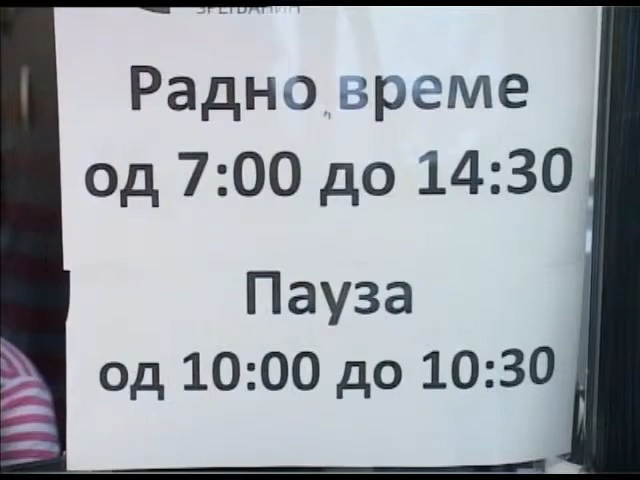 Радно време
од 7:00 до 14:30
Пауза
од 10:00 до 10:30